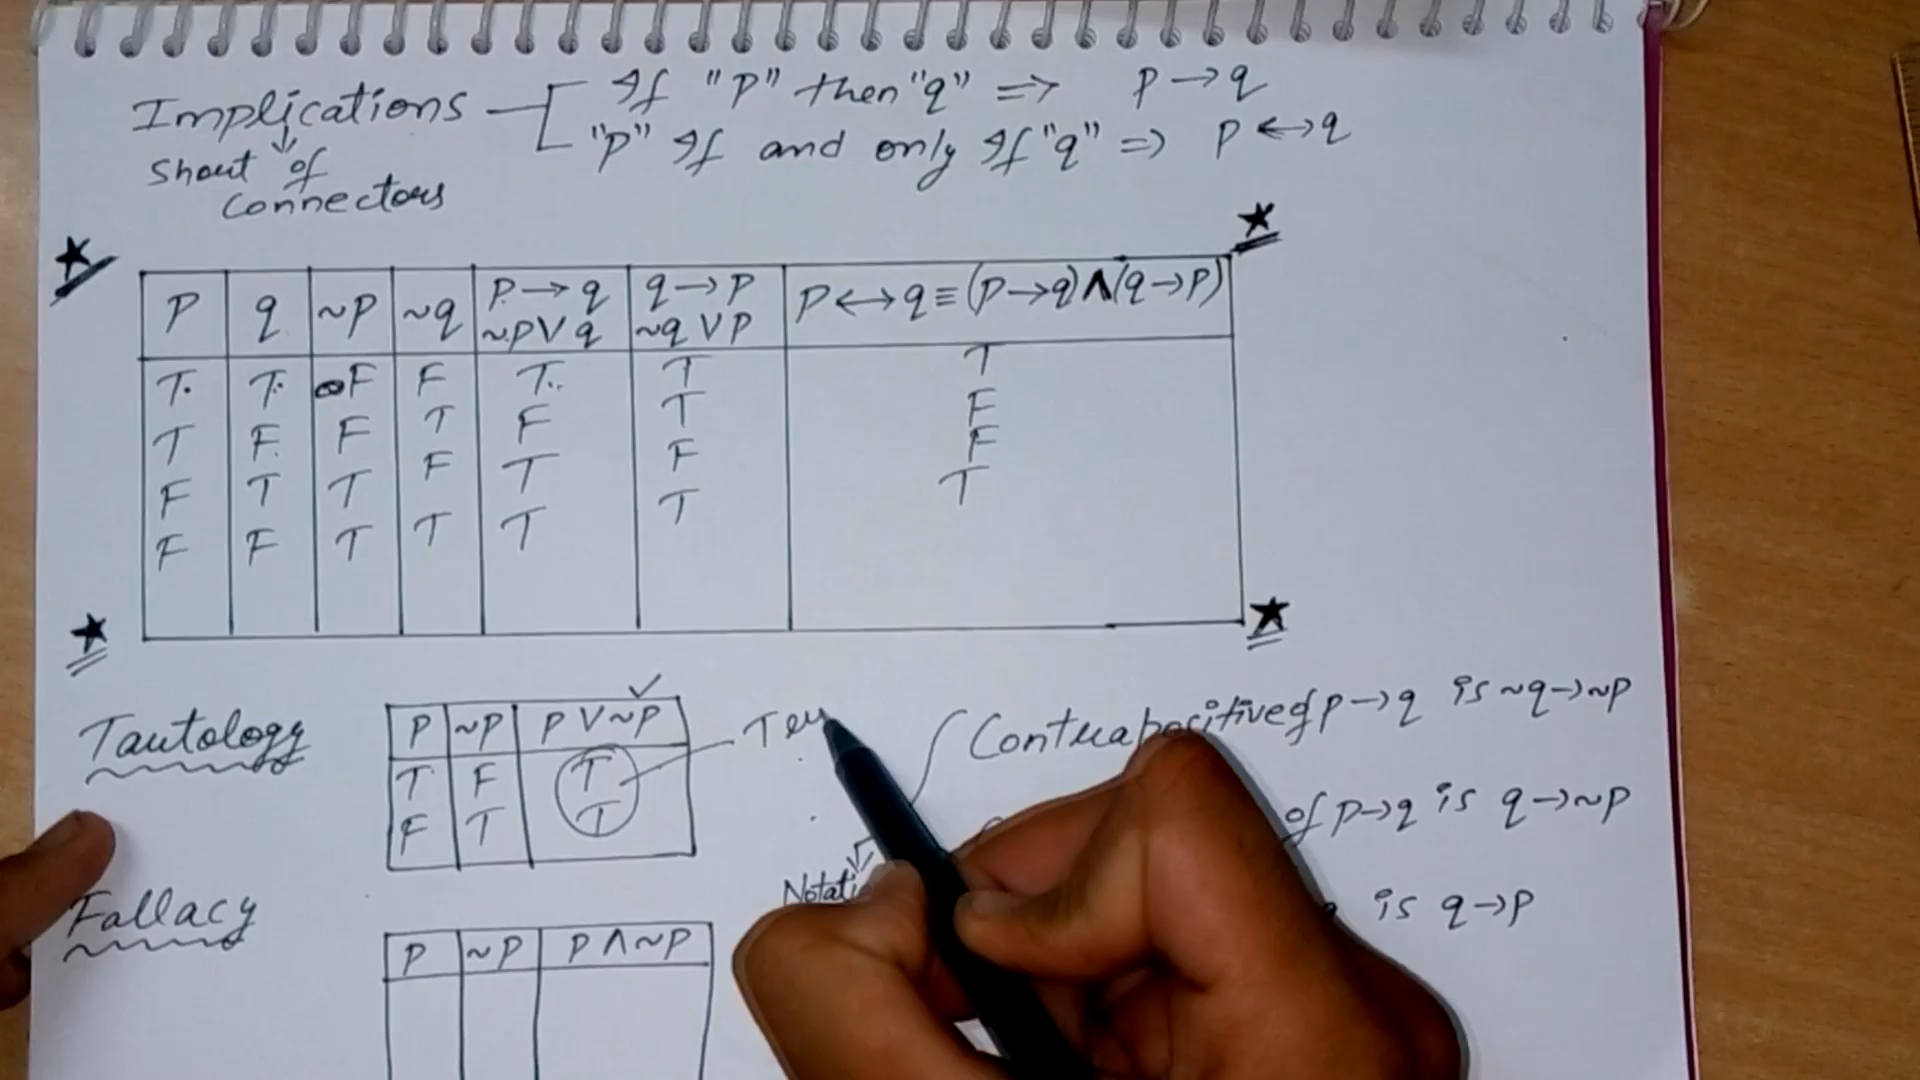 Implications If "P" then "q" => P → q
"p" If and only If "q" => P ↔ q
Short of
Connectors
P q ~P ~q P → q q → P P ↔ q ≡ (P → q) Λ (q → P)
~P V q ~q V P
T T F F T T T
T F F T F T F
F T T F T F F
F F T T T T T
Tautology
P ~P P V ~P
T F T
F T T
Contrapositive of P → q is ~q → ~P
of P → q is q → ~P
is q → P
Fallacy
P ~P P Λ ~P